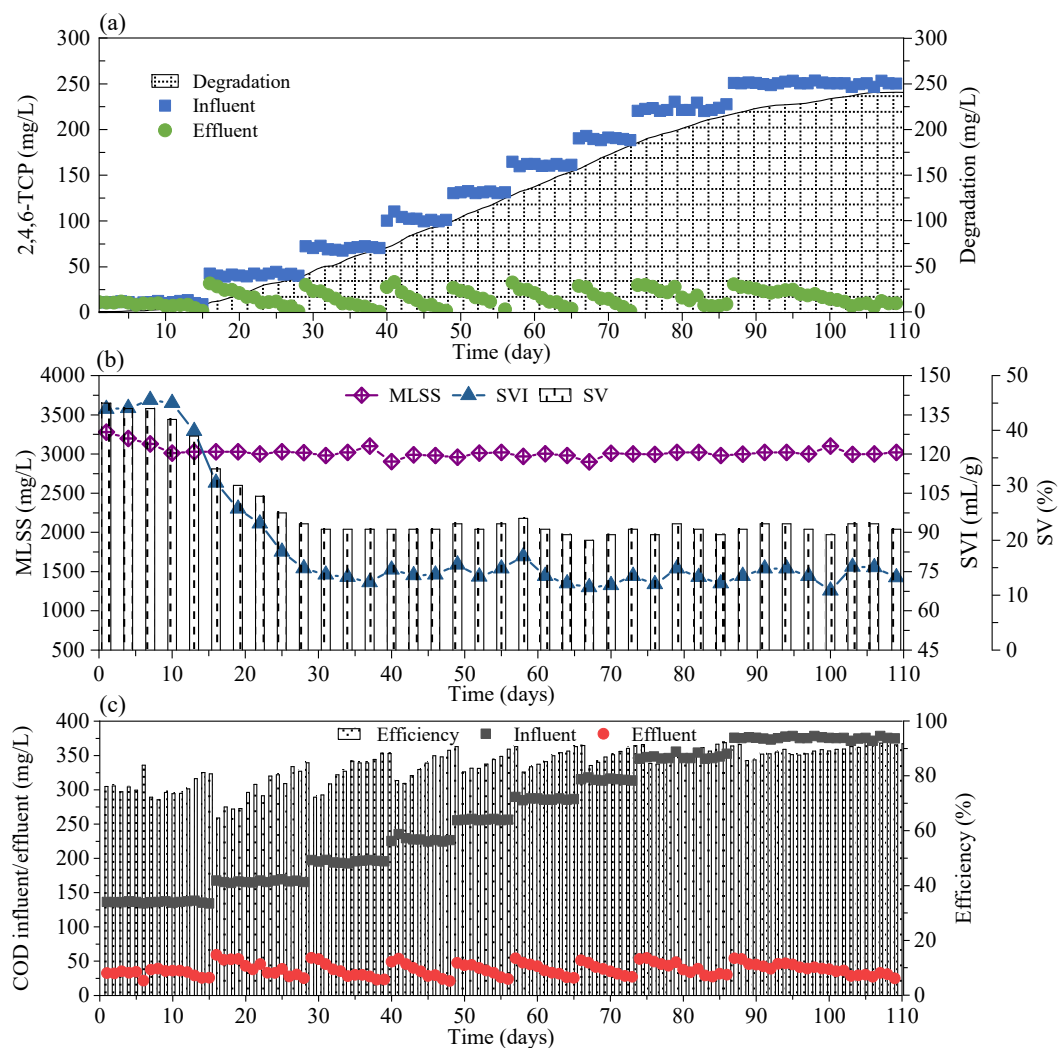 (a)
300
250
200
150
100
50
0
2,4,6-TCP (mg/L)
Degradation
Influent
Effluent
300
250
200
150
100
50
0
Degradation (mg/L)
0 10 20 30 40 50 60 70 80 90 100 110
Time (day)
(b)
4000
3500
3000
2500
2000
1500
1000
500
MLSS (mg/L)
MLSS SVI SV
150
135
120
105
90
75
60
45
SVI (mL/g)
50
40
30
20
10
0
SV (%)
0 10 20 30 40 50 60 70 80 90 100 110
Time (days)
(c)
400
350
300
250
200
150
100
50
0
COD influent/effluent (mg/L)
Efficiency Influent Effluent
100
80
60
40
20
0
Efficiency (%)
0 10 20 30 40 50 60 70 80 90 100 110
Time (days)